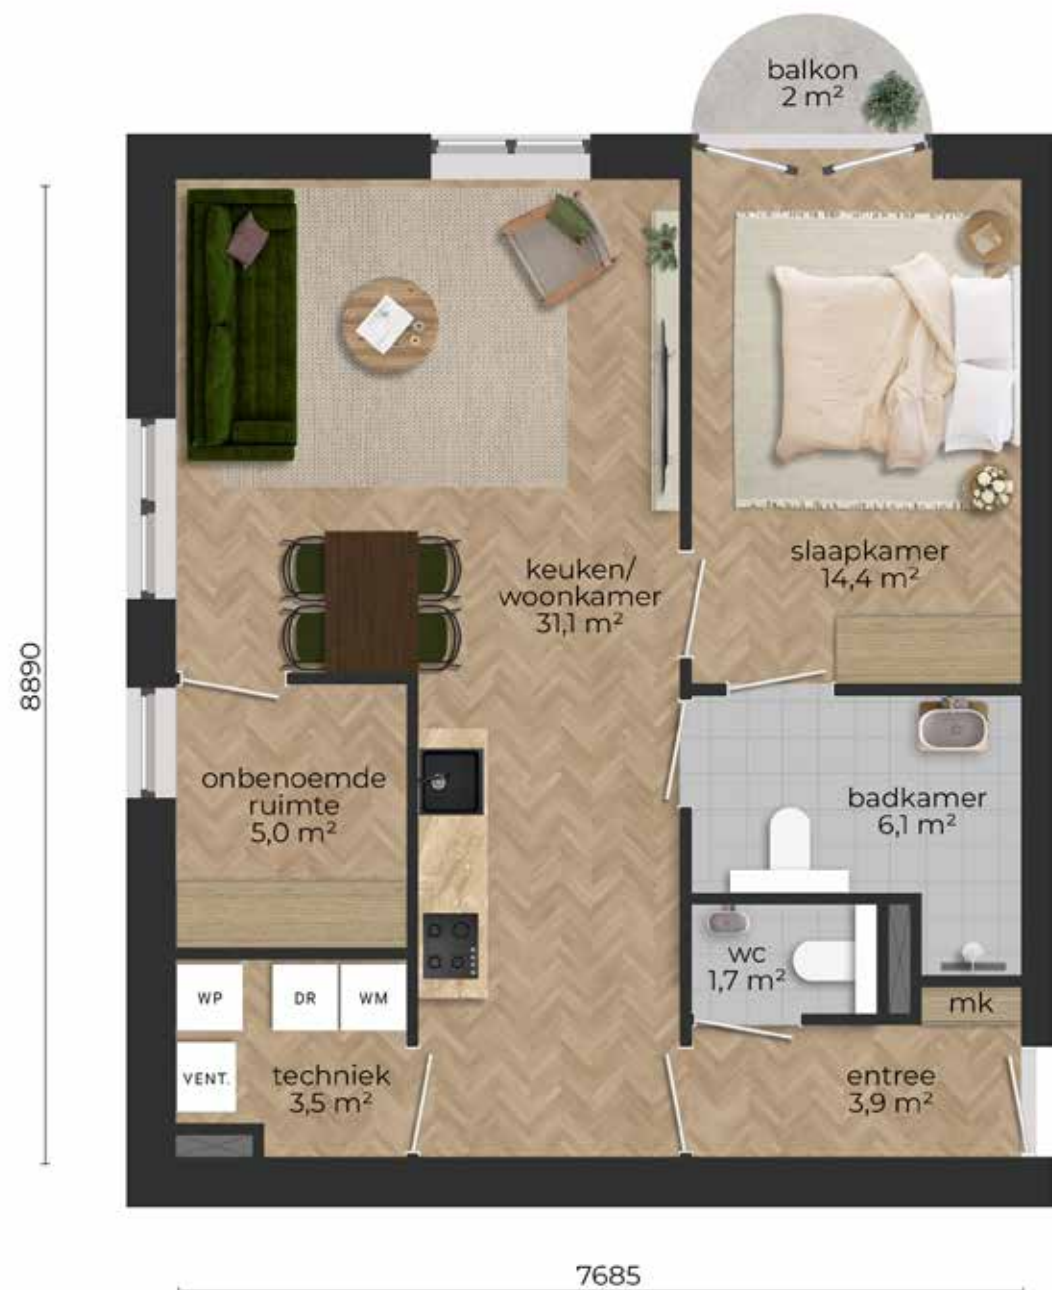 balkon
2 m²
keuken/
woonkamer
31,1 m²
slaapkamer
14,4 m²
8890
onbenoemde
ruimte
5,0 m²
badkamer
6,1 m²
wc
1,7 m²
mk
WP
DR
WM
VENT.
techniek
3,5 m²
entree
3,9 m²
7685